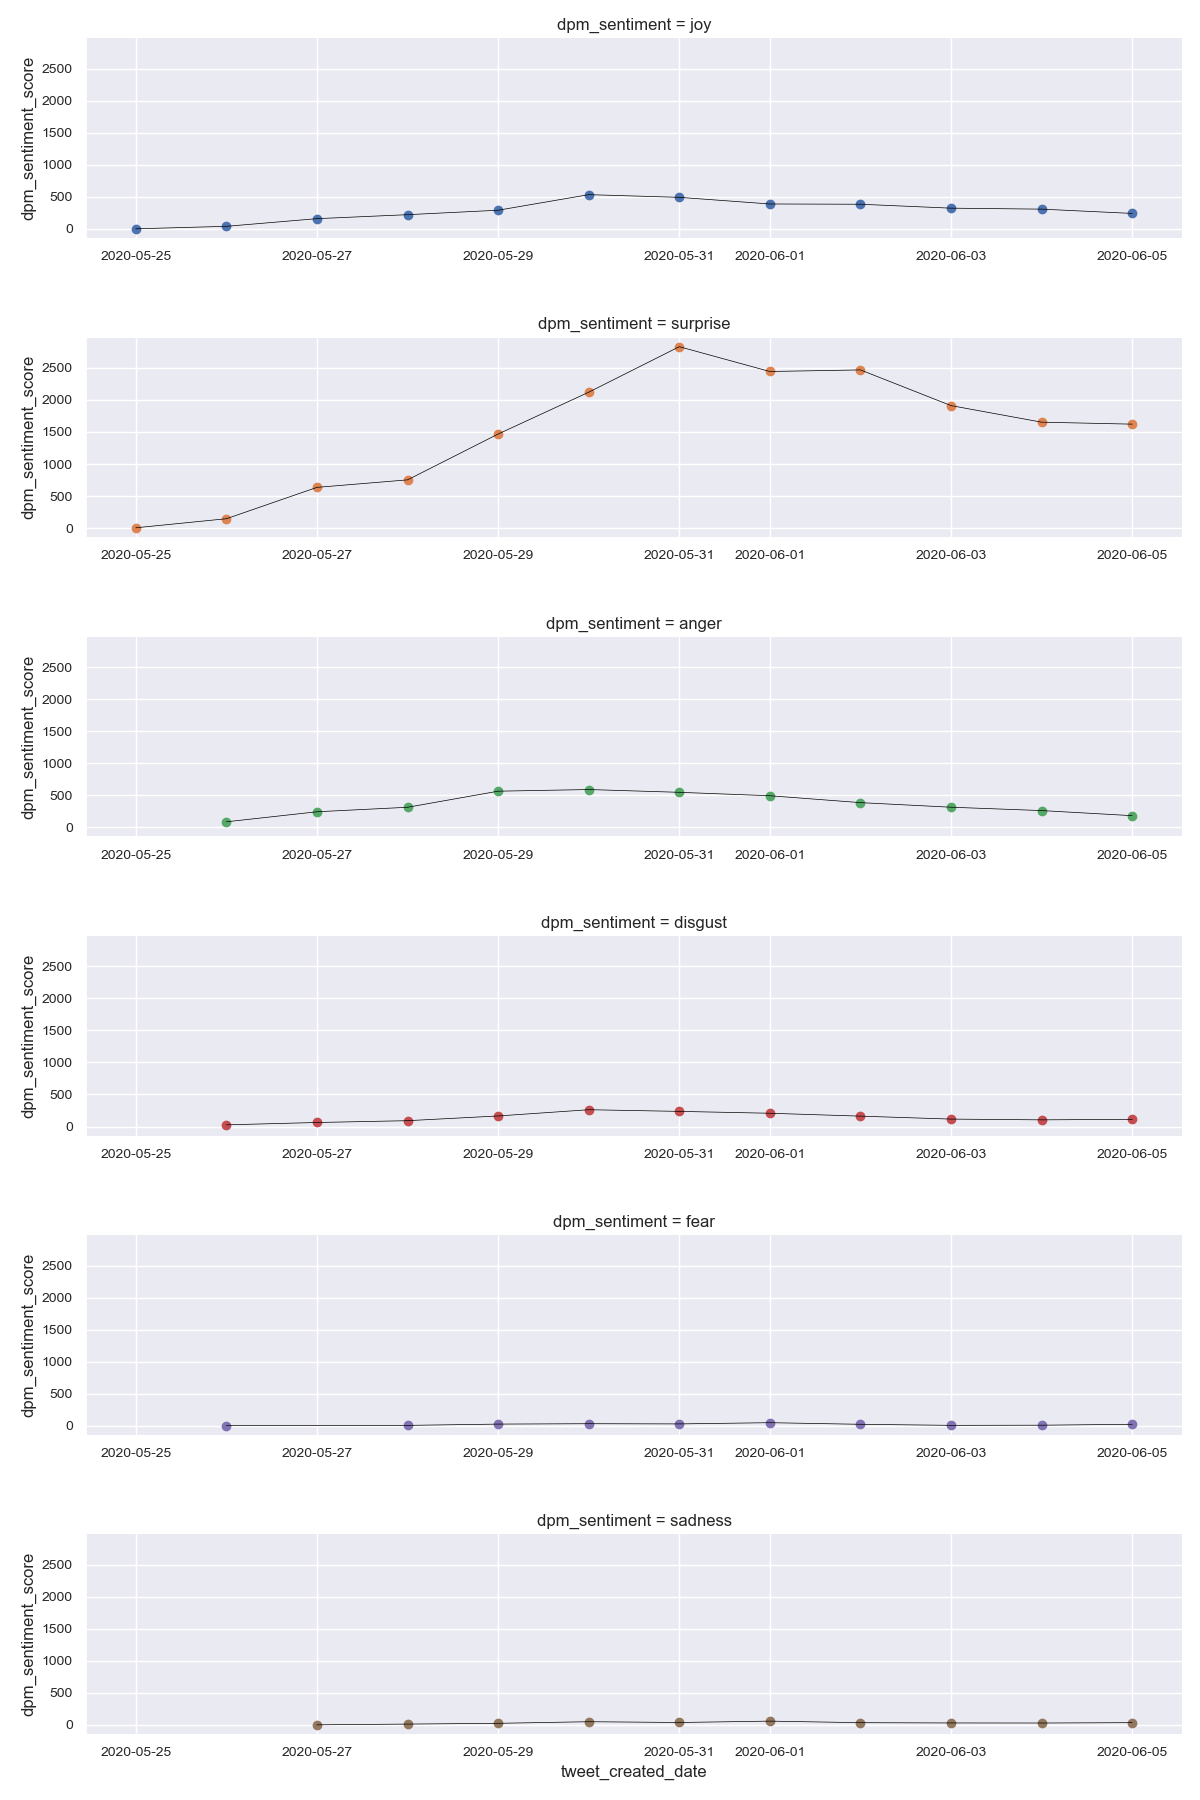 dpm_sentiment = joy
dpm_sentiment_score
2500
2000
1500
1000
500
0
2020-05-25 2020-05-27 2020-05-29 2020-05-31 2020-06-01 2020-06-03 2020-06-05
dpm_sentiment = surprise
dpm_sentiment_score
2500
2000
1500
1000
500
0
2020-05-25 2020-05-27 2020-05-29 2020-05-31 2020-06-01 2020-06-03 2020-06-05
dpm_sentiment = anger
dpm_sentiment_score
2500
2000
1500
1000
500
0
2020-05-25 2020-05-27 2020-05-29 2020-05-31 2020-06-01 2020-06-03 2020-06-05
dpm_sentiment = disgust
dpm_sentiment_score
2500
2000
1500
1000
500
0
2020-05-25 2020-05-27 2020-05-29 2020-05-31 2020-06-01 2020-06-03 2020-06-05
dpm_sentiment = fear
dpm_sentiment_score
2500
2000
1500
1000
500
0
2020-05-25 2020-05-27 2020-05-29 2020-05-31 2020-06-01 2020-06-03 2020-06-05
dpm_sentiment = sadness
dpm_sentiment_score
2500
2000
1500
1000
500
0
2020-05-25 2020-05-27 2020-05-29 2020-05-31 2020-06-01 2020-06-03 2020-06-05
tweet_created_date